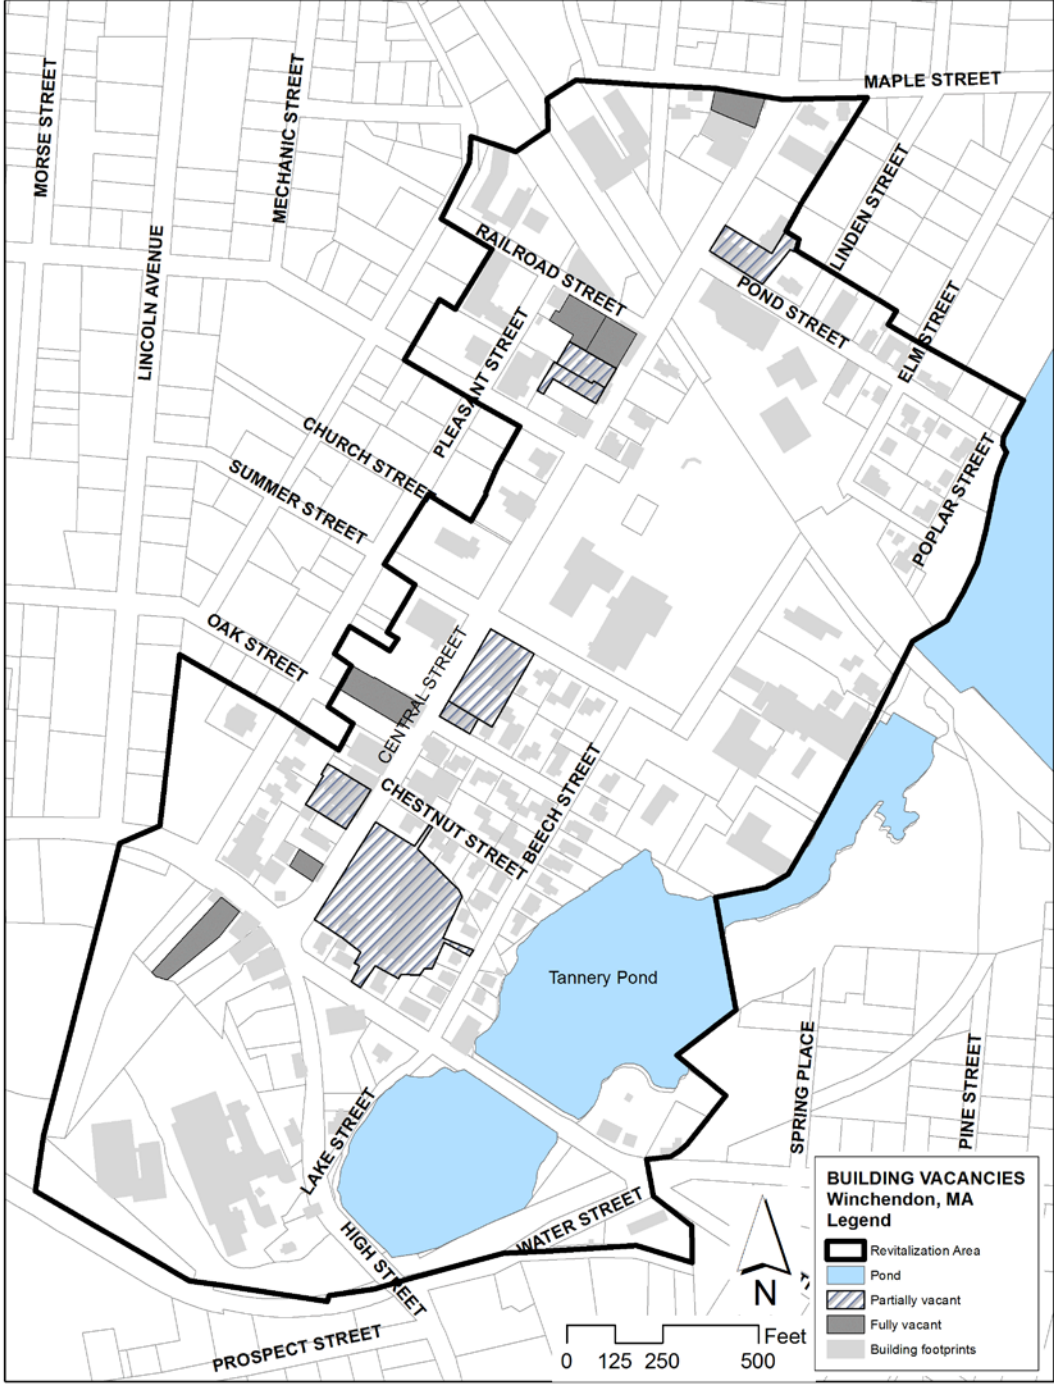 MAPLE STREET
MORSE STREET
MECHANIC STREET
LINDEN STREET
LINCOLN AVENUE
RAILROAD STREET
POND STREET
ELM STREET
PLEASANT STREET
CHURCH STREET
SUMMER STREET
POPLAR STREET
OAK STREET
CENTRAL STREET
CHESTNUT STREET
BEECH STREET
Tannery Pond
SPRING PLACE
PINE STREET
LAKE STREET
WATER STREET
HIGH STREET
PROSPECT STREET
BUILDING VACANCIES
Winchendon, MA
Legend
Revitalization Area
Pond
Partially vacant
Fully vacant
Building footprints
N
Feet
0 125 250 500